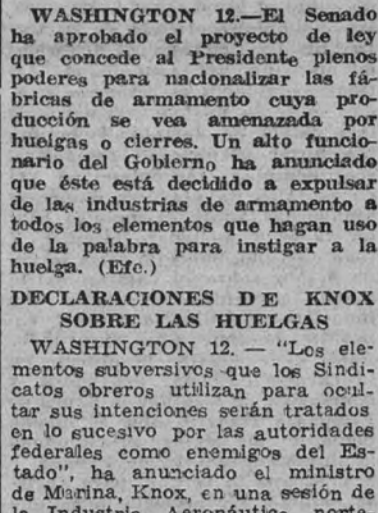 WASHINGTON 12.—El Senado
ha aprobado el proyecto de ley
que concede al Presidente plenos
poderes para nacionalizar las fá-
bricas de armamento cuya pro-
ducción se vea amenazada por
huelgas o cierres. Un alto funcio-
nario del Gobierno ha anunciado
que éste está decidido a expulsar
de las industrias de armamento a
todos los elementos que hagan uso
de la palabra para instigar a la
huelga. (Efe.)
DECLARACIONES DE KNOX
SOBRE LAS HUELGAS
WASHINGTON 12. — "Los ele-
mentos subversivos que los Sindi-
catos obreros utilizan para ocul-
tar sus intenciones serán tratados
en lo sucesivo por las autoridades
federales como enemigos del Es-
tado", ha anunciado el ministro
de Marina, Knox, en una sesión de
la Industria Aeronáutica